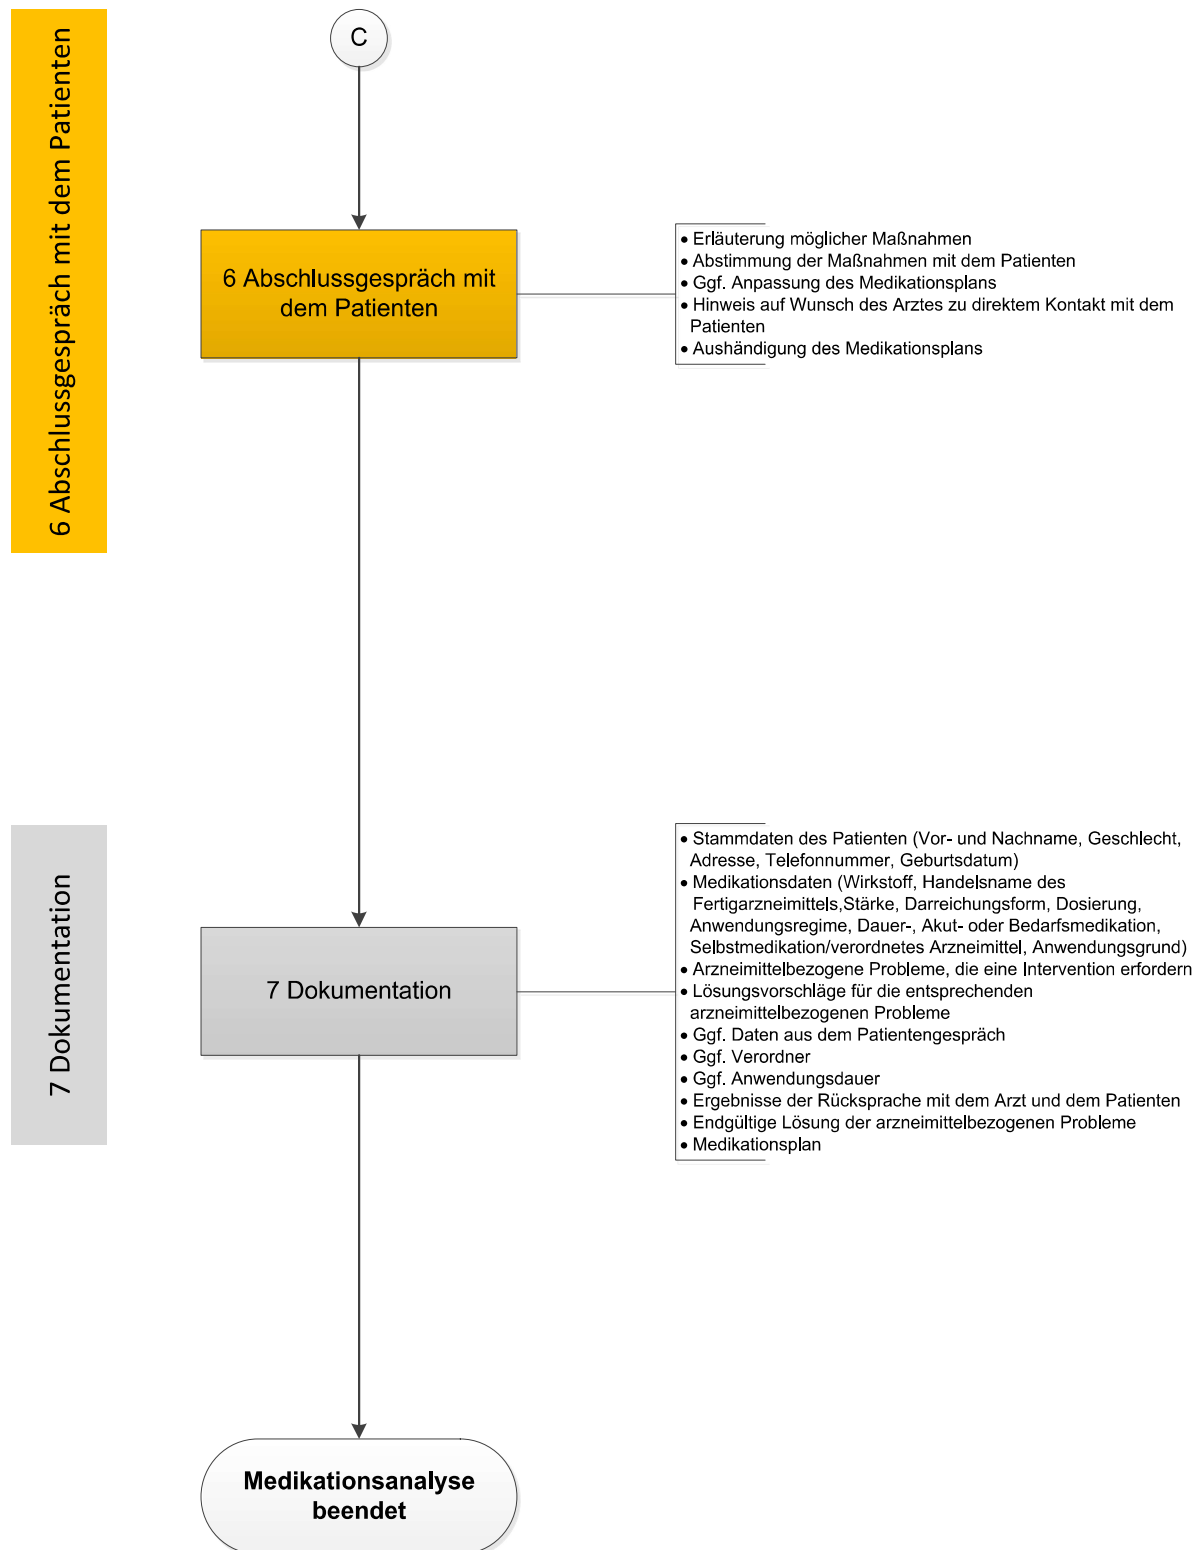 6 Abschlussgespräch mit dem Patienten
C
6 Abschlussgespräch mit
dem Patienten
• Erläuterung möglicher Maßnahmen
• Abstimmung der Maßnahmen mit dem Patienten
• Ggf. Anpassung des Medikationsplans
• Hinweis auf Wunsch des Arztes zu direktem Kontakt mit dem
Patienten
• Aushändigung des Medikationsplans
7 Dokumentation
7 Dokumentation
• Stammdaten des Patienten (Vor- und Nachname, Geschlecht,
Adresse, Telefonnummer, Geburtsdatum)
• Medikationsdaten (Wirkstoff, Handelsname des
Fertigarzneimittels,Stärke, Darreichungsform, Dosierung,
Anwendungsregime, Dauer-, Akut- oder Bedarfsmedikation,
Selbstmedikation/verordnetes Arzneimittel, Anwendungsgrund)
• Arzneimittelbezogene Probleme, die eine Intervention erfordern
• Lösungsvorschläge für die entsprechenden
arzneimittelbezogenen Probleme
• Ggf. Daten aus dem Patientengespräch
• Ggf. Verordner
• Ggf. Anwendungsdauer
• Ergebnisse der Rücksprache mit dem Arzt und dem Patienten
• Endgültige Lösung der arzneimittelbezogenen Probleme
• Medikationsplan
Medikationsanalyse
beendet